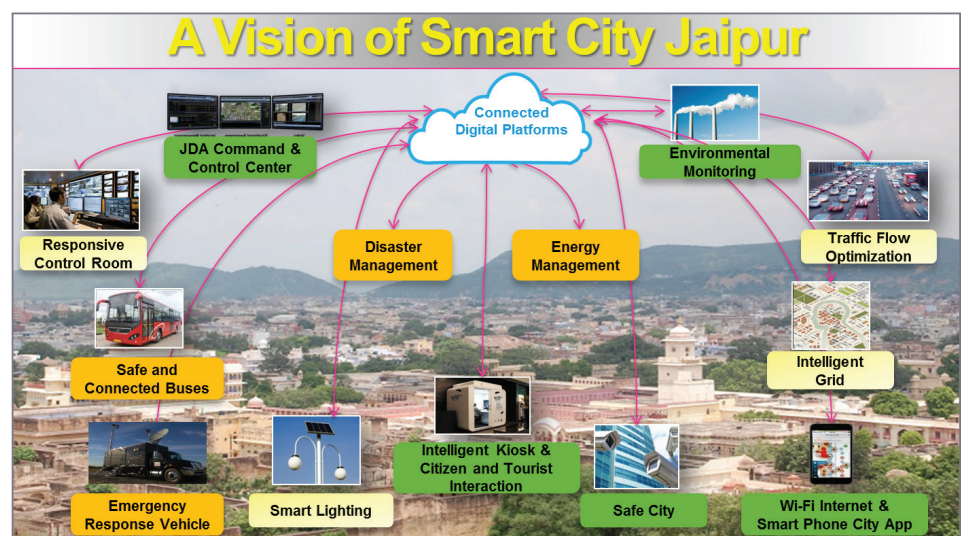 A Vision of Smart City Jaipur
Connected
Digital Platforms
JDA Command &
Control Center
Environmental
Monitoring
Responsive
Control Room
Disaster
Management
Energy
Management
Traffic Flow
Optimization
Safe and
Connected Buses
Intelligent
Grid
Intelligent Kiosk &
Citizen and Tourist
Interaction
Emergency
Response Vehicle
Smart Lighting
Safe City
Wi-Fi Internet &
Smart Phone City App